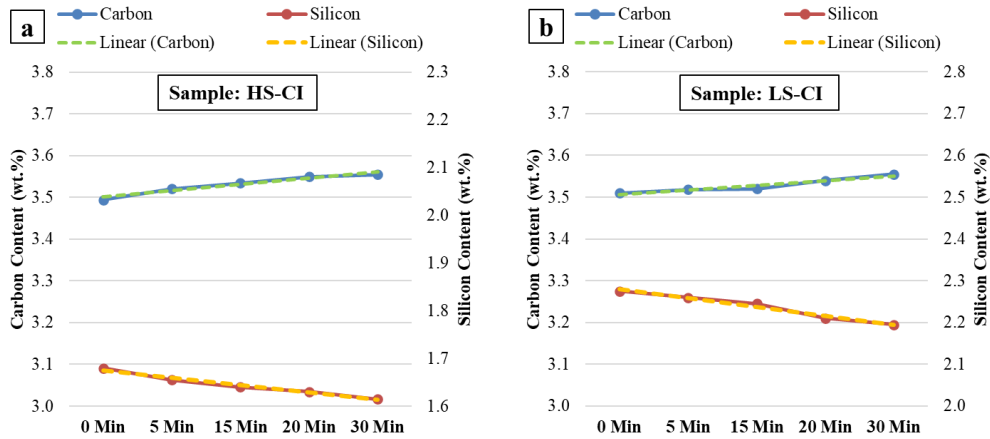 a
Carbon
Silicon
Linear (Carbon)
Linear (Silicon)
Sample: HS-CI
Carbon Content (wt.%)
3.8
3.7
3.6
3.5
3.4
3.3
3.2
3.1
3.0
2.3
2.2
2.1
2.0
1.9
1.8
1.7
1.6
Silicon Content (wt.%)
0 Min 5 Min 15 Min 20 Min 30 Min
b
Carbon
Silicon
Linear (Carbon)
Linear (Silicon)
Sample: LS-CI
Carbon Content (wt.%)
3.8
3.7
3.6
3.5
3.4
3.3
3.2
3.1
3.0
2.8
2.7
2.6
2.5
2.4
2.3
2.2
2.1
2.0
Silicon Content (wt.%)
0 Min 5 Min 15 Min 20 Min 30 Min